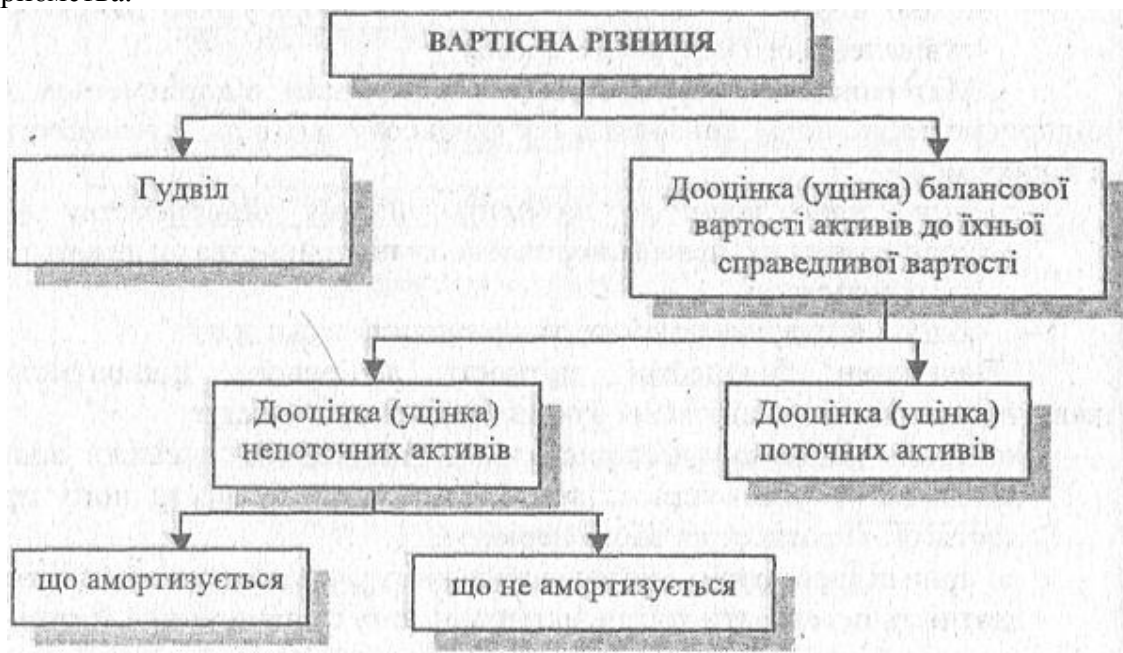 ВАРТІСНА РІЗНИЦЯ
Гудвіл
Дооцінка (уцінка) балансової
вартості активів до їхньої
справедливої вартості
Дооцінка (уцінка)
непоточних активів
Дооцінка (уцінка)
поточних активів
що амортизується
що не амортизується